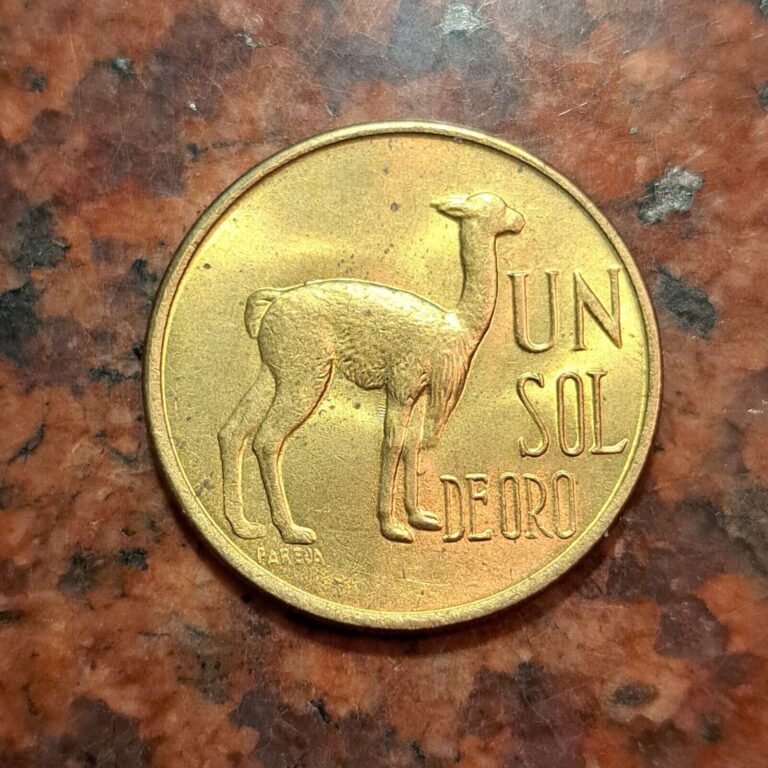 UN
SOL
DE ORO
PAREJA